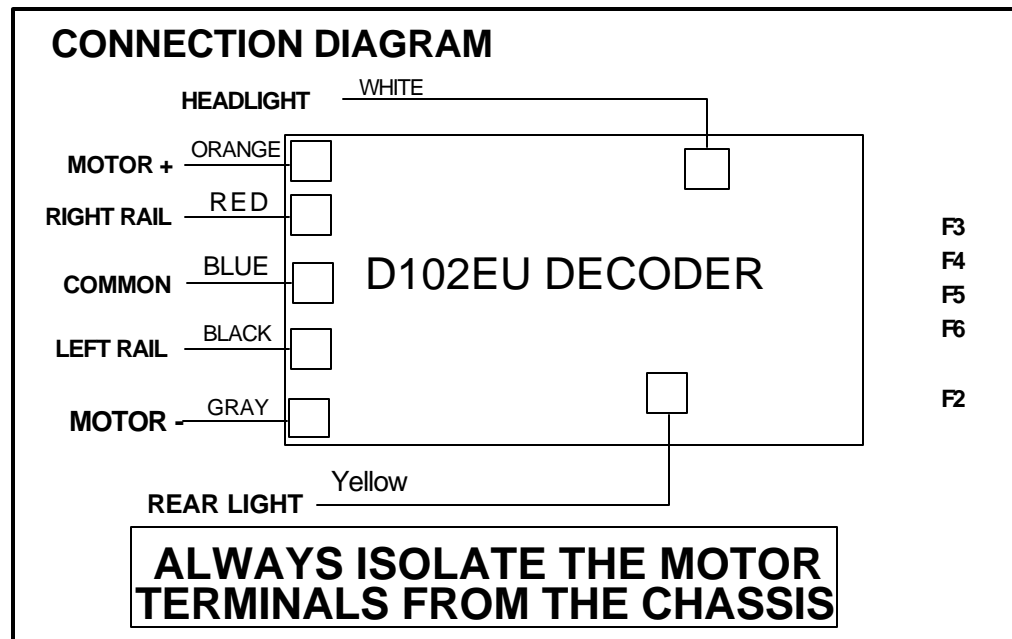 CONNECTION DIAGRAM
HEADLIGHT WHITE
MOTOR + ORANGE
RIGHT RAIL RED
F3
COMMON BLUE
D102EU DECODER
F4
F5
LEFT RAIL BLACK
F6
MOTOR - GRAY
F2
REAR LIGHT Yellow
ALWAYS ISOLATE THE MOTOR
TERMINALS FROM THE CHASSIS